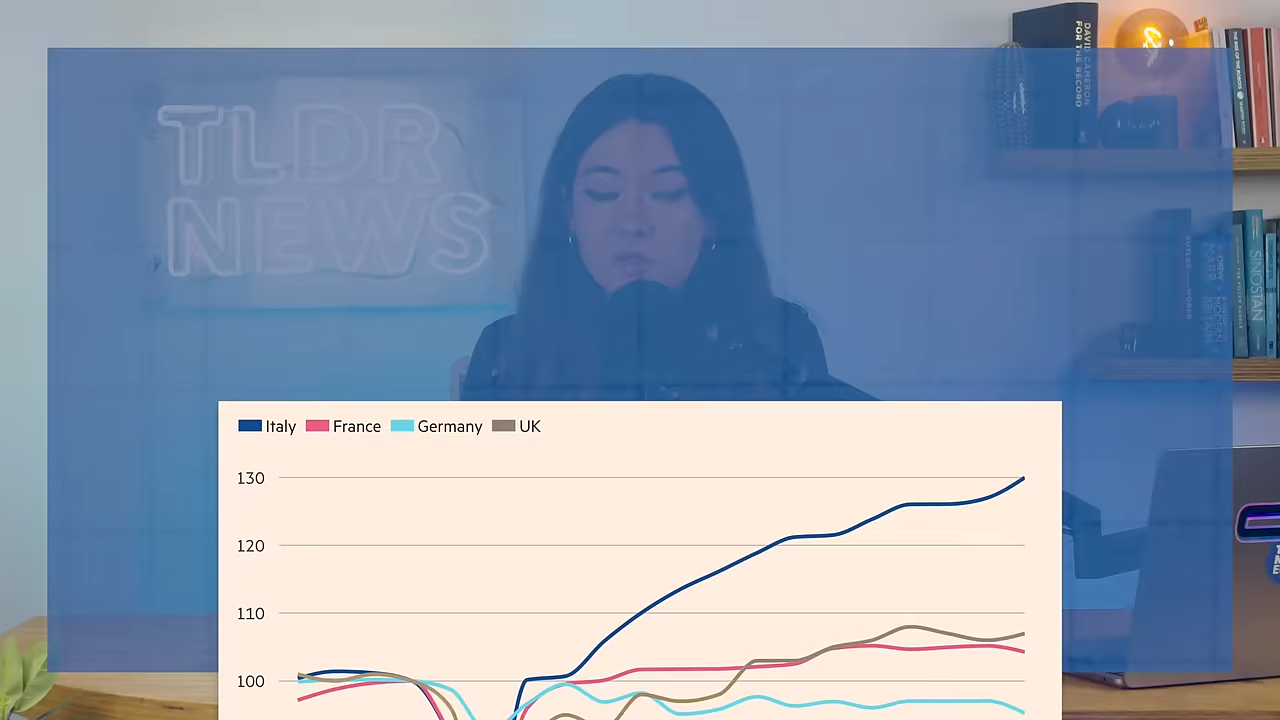 TLDR
NEWS
DAVID CAMERON
FOR THE RECORD
SINOSTAN
Italy France Germany UK
130
120
110
100